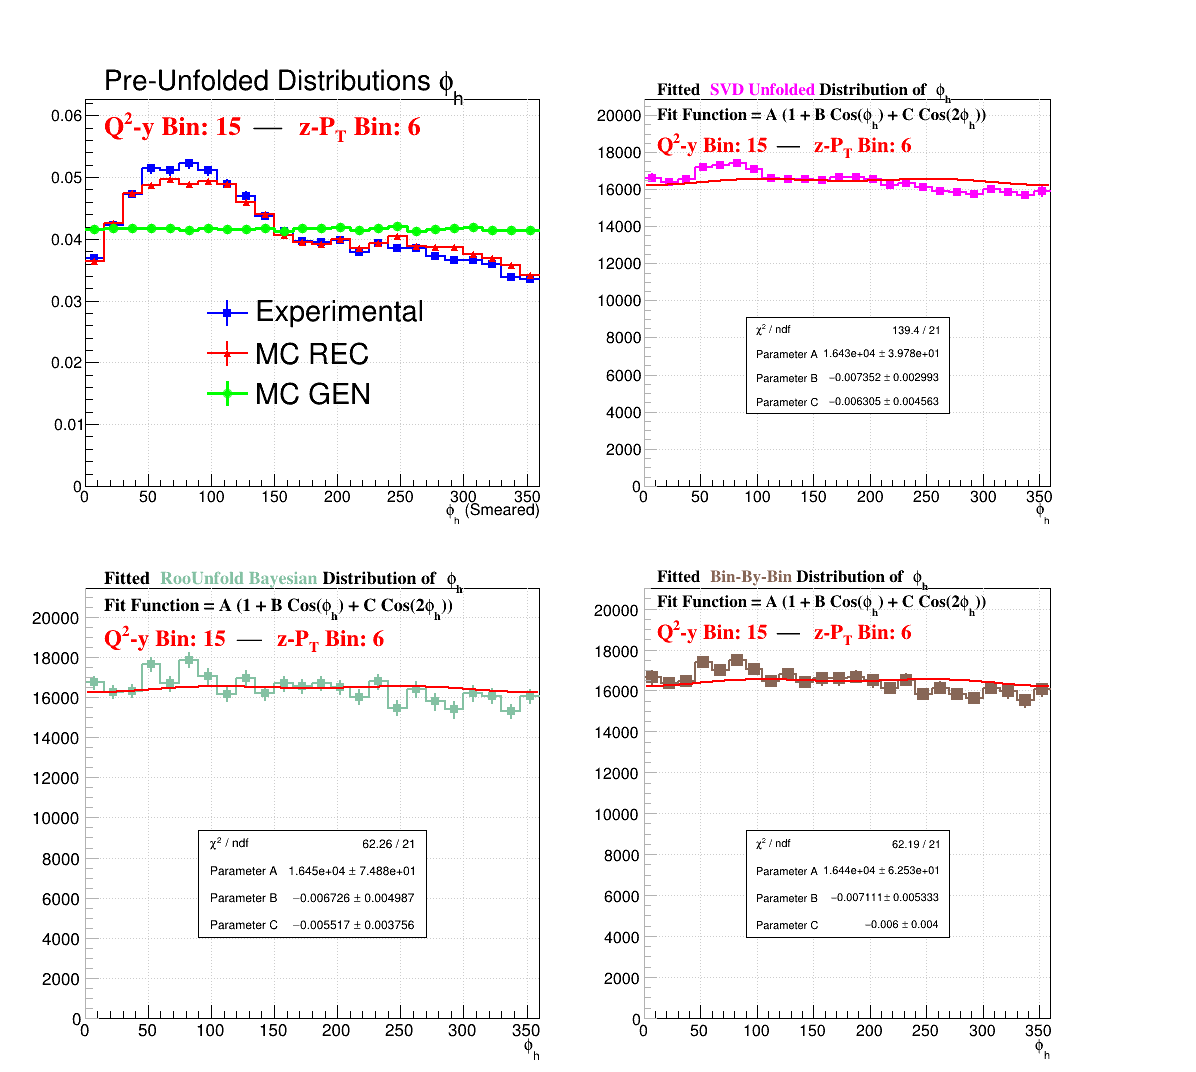 Pre-Unfolded Distributions ϕh
Q2-y Bin: 15 — z-PT Bin: 6
0.06
0.05
0.04
0.03
0.02
0.01
0
Experimental
MC REC
MC GEN
0 50 100 150 200 250 300 350
ϕh (Smeared)
Fitted SVD Unfolded Distribution of ϕh
Fit Function = A (1 + B Cos(ϕh) + C Cos(2ϕh))
Q2-y Bin: 15 — z-PT Bin: 6
20000
18000
16000
14000
12000
10000
8000
6000
4000
2000
0
χ2 / ndf 139.4 / 21
Parameter A 1.643e+04 ± 3.978e+01
Parameter B −0.007352 ± 0.002993
Parameter C −0.006305 ± 0.004563
0 50 100 150 200 250 300 350
ϕh
Fitted RooUnfold Bayesian Distribution of ϕh
Fit Function = A (1 + B Cos(ϕh) + C Cos(2ϕh))
Q2-y Bin: 15 — z-PT Bin: 6
20000
18000
16000
14000
12000
10000
8000
6000
4000
2000
0
χ2 / ndf 62.26 / 21
Parameter A 1.645e+04 ± 7.488e+01
Parameter B −0.006726 ± 0.004987
Parameter C −0.005517 ± 0.003756
0 50 100 150 200 250 300 350
ϕh
Fitted Bin-By-Bin Distribution of ϕh
Fit Function = A (1 + B Cos(ϕh) + C Cos(2ϕh))
Q2-y Bin: 15 — z-PT Bin: 6
20000
18000
16000
14000
12000
10000
8000
6000
4000
2000
0
χ2 / ndf 62.19 / 21
Parameter A 1.644e+04 ± 6.253e+01
Parameter B −0.007111 ± 0.005333
Parameter C −0.006 ± 0.004
0 50 100 150 200 250 300 350
ϕh